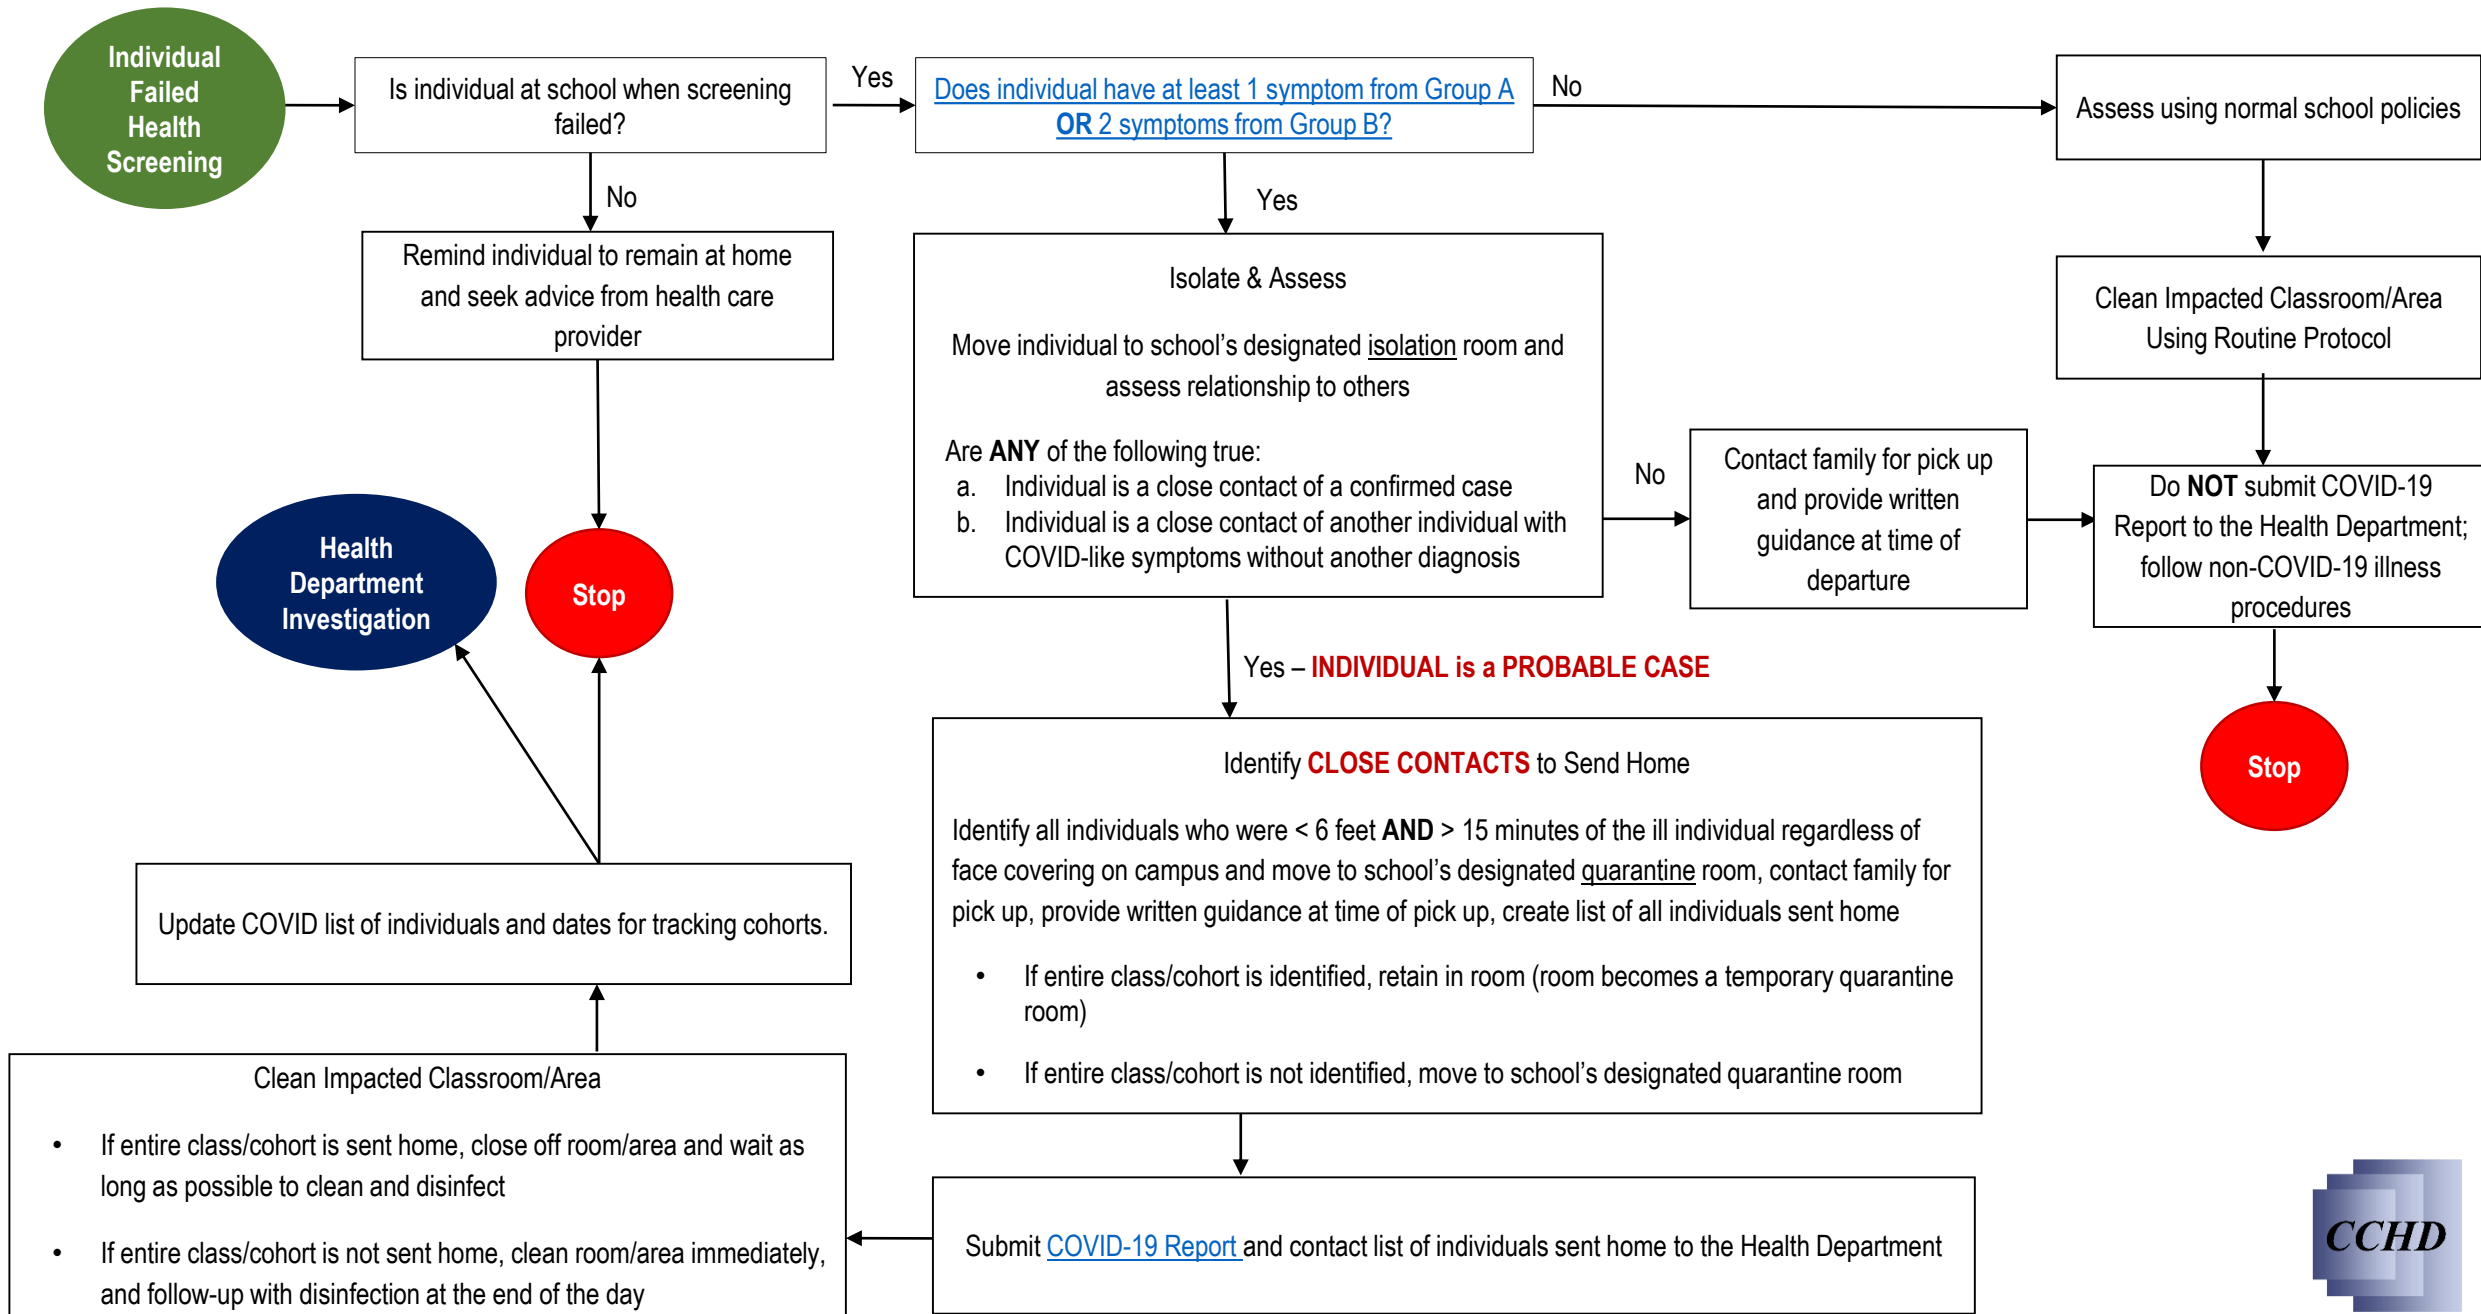 Individual
Failed
Health
Screening
Is individual at school when screening
failed?
Yes
Does individual have at least 1 symptom from Group A
OR 2 symptoms from Group B?
No
Assess using normal school policies
No
Yes
Remind individual to remain at home
and seek advice from health care
provider
Isolate & Assess
Move individual to school’s designated isolation room and
assess relationship to others
Are ANY of the following true:
a. Individual is a close contact of a confirmed case
b. Individual is a close contact of another individual with
COVID-like symptoms without another diagnosis
Clean Impacted Classroom/Area
Using Routine Protocol
No
Contact family for pick up
and provide written
guidance at time of
departure
Do NOT submit COVID-19
Report to the Health Department;
follow non-COVID-19 illness
procedures
Health
Department
Investigation
Stop
Yes – INDIVIDUAL is a PROBABLE CASE
Stop
Identify CLOSE CONTACTS to Send Home
Identify all individuals who were < 6 feet AND > 15 minutes of the ill individual regardless of
face covering on campus and move to school’s designated quarantine room, contact family for
pick up, provide written guidance at time of pick up, create list of all individuals sent home
• If entire class/cohort is identified, retain in room (room becomes a temporary quarantine
room)
• If entire class/cohort is not identified, move to school’s designated quarantine room
Update COVID list of individuals and dates for tracking cohorts.
Clean Impacted Classroom/Area
• If entire class/cohort is sent home, close off room/area and wait as
long as possible to clean and disinfect
• If entire class/cohort is not sent home, clean room/area immediately,
and follow-up with disinfection at the end of the day
Submit COVID-19 Report and contact list of individuals sent home to the Health Department
CCHD